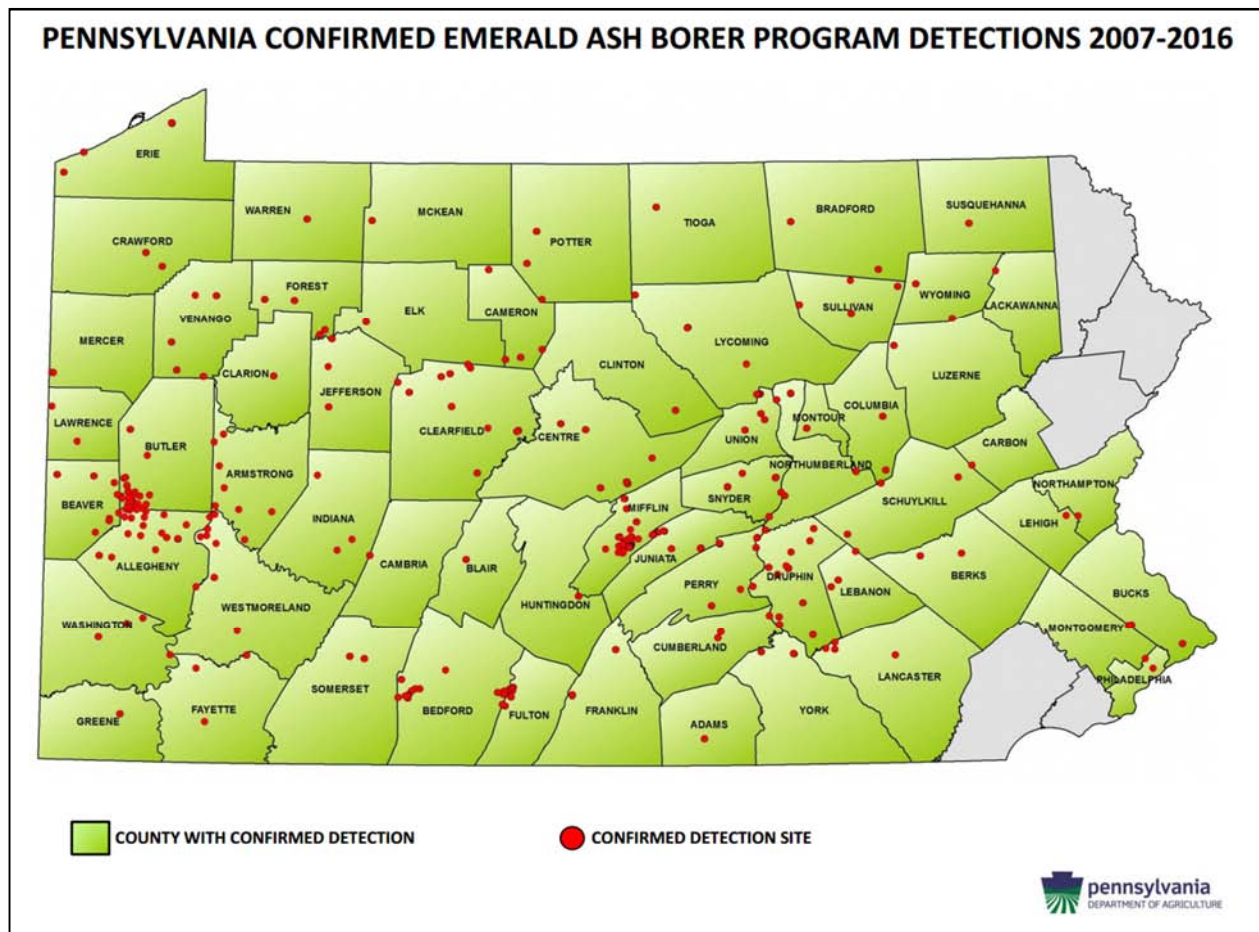 PENNSYLVANIA CONFIRMED EMERALD ASH BORER PROGRAM DETECTIONS 2007-2016
ERIE
WARREN
MCKEAN
POTTER
TIOGA
BRADFORD
SUSQUEHANNA
CRAWFORD
FOREST
ELK
CAMERON
SULLIVAN
WYOMING
LACKAWANNA
VENANGO
MERCER
CLARION
JEFFERSON
CLINTON
LYCOMING
LUZERNE
COLUMBIA
MONTOUR
LAWRENCE
BUTLER
CLEARFIELD
CENTRE
UNION
CARBON
ARMSTRONG
NORTHUMBERLAND
BEAVER
INDIANA
MIFFLIN
SNYDER
SCHUYLKILL
NORTHAMPTON
LEHIGH
ALLEGHENY
CAMBRIA
BLAIR
JUNIATA
PERRY
DAUPHIN
LEBANON
BERKS
BUCKS
WESTMORELAND
HUNTINGDON
WASHINGTON
CUMBERLAND
MONTGOMERY
SOMERSET
LANCASTER
PHILADELPHIA
GREENE
FAYETTE
BEDFORD
FULTON
FRANKLIN
ADAMS
YORK
COUNTY WITH CONFIRMED DETECTION
CONFIRMED DETECTION SITE
pennsylvania
DEPARTMENT OF AGRICULTURE